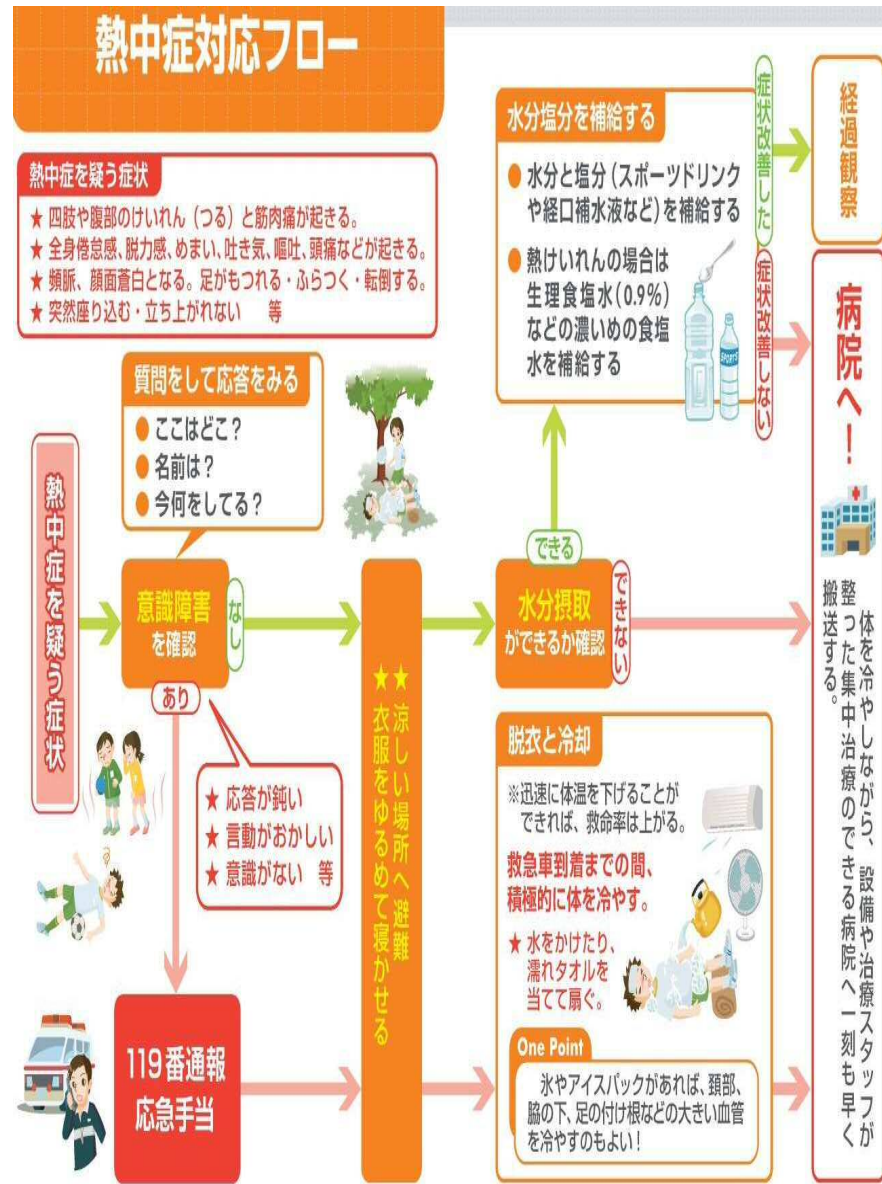 熱中症対応フロー
熱中症を疑う症状
★ 四肢や腹部のけいれん(つる)と筋肉痛が起きる。
★ 全身倦怠感、脱力感、めまい、吐き気、嘔吐、頭痛などが起きる。
★ 頻脈、顔面蒼白となる。足がもつれる・ふらつく・転倒する。
★ 突然座り込む・立ち上がれない 等
質問をして応答をみる
● ここはどこ?
● 名前は?
● 今何をしてる?
熱中症を疑う症状
意識障害
を確認
なし
あり
★ 応答が鈍い
★ 言動がおかしい
★ 意識がない 等
119番通報
応急手当
★ 涼しい場所へ避難
★ 衣服をゆるめて寝かせる
水分摂取
ができるか確認
できる
できない
水分塩分を補給する
● 水分と塩分(スポーツドリンク
や経口補水液など)を補給する
● 熱けいれんの場合は
生理食塩水(0.9%)
などの濃いめの食塩
水を補給する
SPORTS
症状改善した
症状改善しない
経過観察
脱衣と冷却
※迅速に体温を下げることが
できれば、救命率は上がる。
救急車到着までの間、
積極的に体を冷やす。
★ 水をかけたり、
濡れタオルを
当てて扇ぐ。
One Point
氷やアイスパックがあれば、頚部、
脇の下、足の付け根などの大きい血管
を冷やすのもよい!
病院へ!
体を冷やしながら、設備や治療スタッフが
整った集中治療のできる病院へ一刻も早く
搬送する。